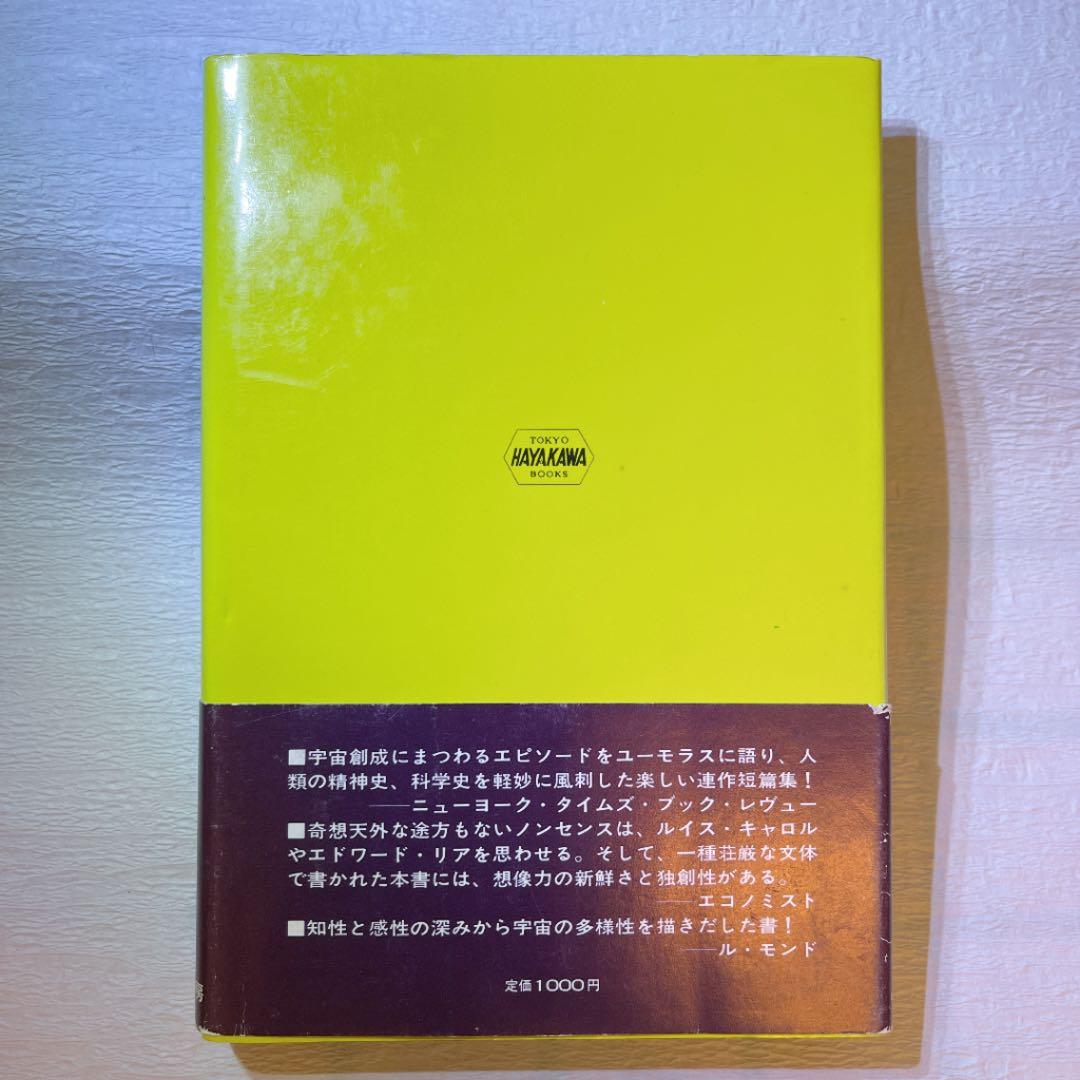 TOKYO
HAYAKAWA
BOOKS
■宇宙創成にまつわるエピソードをユーモラスに語り、人
類の精神史、科学史を軽妙に風刺した楽しい連作短篇集！
──ニューヨーク・タイムズ・ブック・レヴュー
■奇想天外な途方もないノンセンスは、ルイス・キャロル
やエドワード・リアを思わせる。そして、一種荘厳な文体
で書かれた本書には、想像力の新鮮さと独創性がある。
──エコノミスト
■知性と感性の深みから宇宙の多様性を描きだした書！
──ル・モンド
定価1000円
房